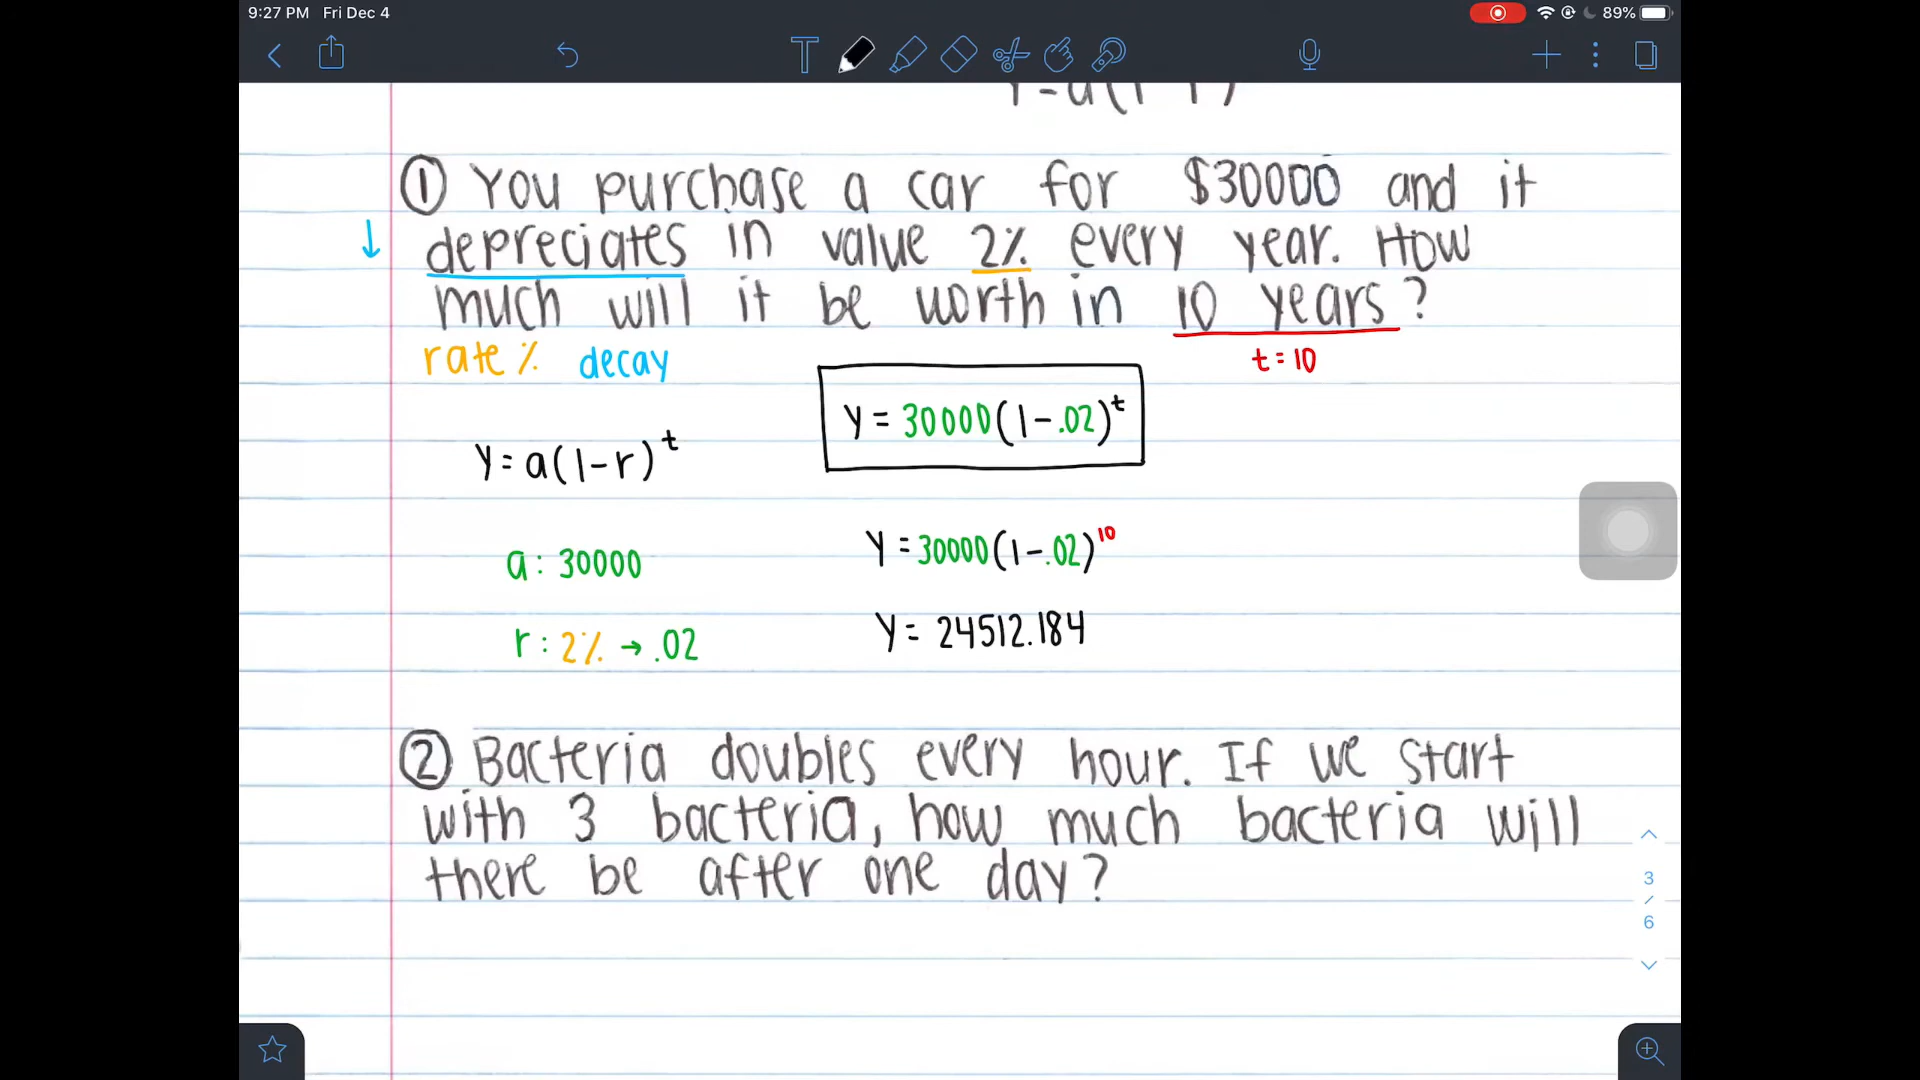 9:27 PM Fri Dec 4
89%
① You purchase a car for $30000 and it
↓ depreciates in value 2% every year. How
much will it be worth in 10 years?
rate % decay
t = 10
y = 30000(1 - .02)^t
y = a(1 - r)^t
y = 30000(1 - .02)^10
a : 30000
y = 24512.184
r : 2% → .02
② Bacteria doubles every hour. If we start
with 3 bacteria, how much bacteria will
there be after one day?
3
/
6